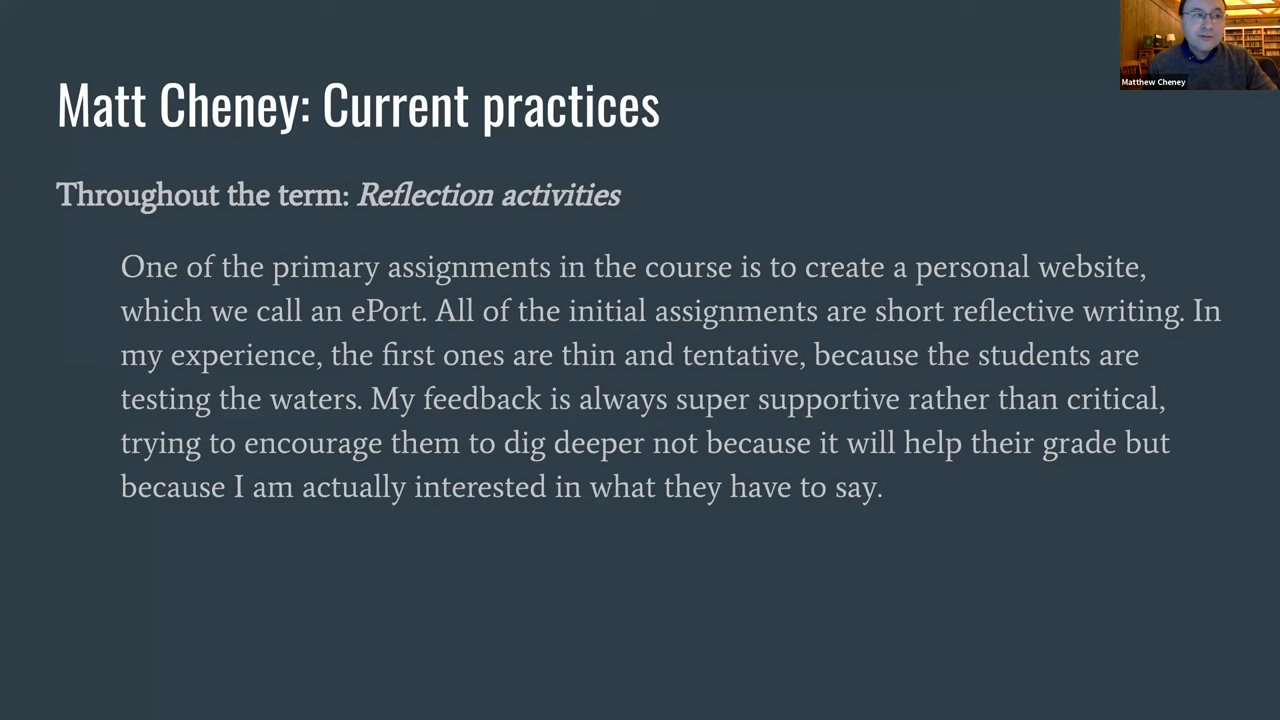 Matthew Cheney
Matt Cheney: Current practices
Throughout the term: Reflection activities
One of the primary assignments in the course is to create a personal website,
which we call an ePort. All of the initial assignments are short reflective writing. In
my experience, the first ones are thin and tentative, because the students are
testing the waters. My feedback is always super supportive rather than critical,
trying to encourage them to dig deeper not because it will help their grade but
because I am actually interested in what they have to say.